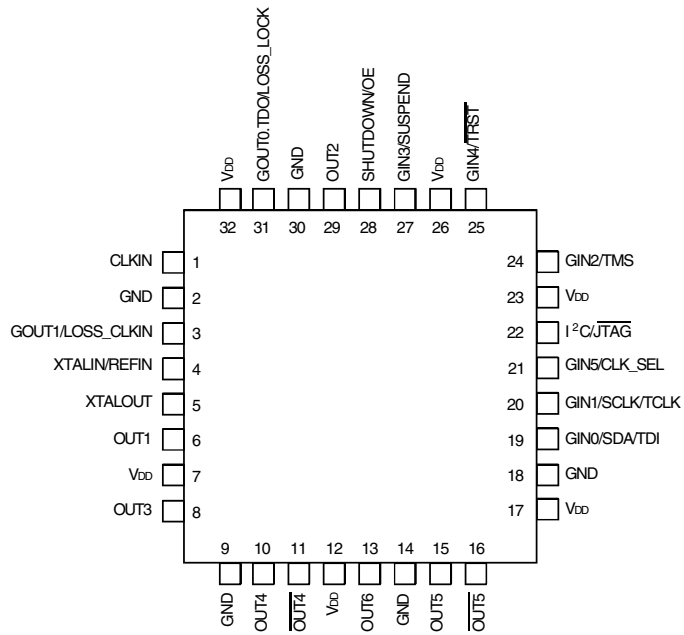 VDD
GOUT0.TDO/LOSS_LOCK
GND
OUT2
SHUTDOWN/OE
GIN3/SUSPEND
VDD
GIN4/TRST
32 31 30 29 28 27 26 25
CLKIN 1
GND 2
GOUT1/LOSS_CLKIN 3
XTALIN/REFIN 4
XTALOUT 5
OUT1 6
VDD 7
OUT3 8
24 GIN2/TMS
23 VDD
22 I²C/JTAG
21 GIN5/CLK_SEL
20 GIN1/SCLK/TCLK
19 GIN0/SDA/TDI
18 GND
17 VDD
9 10 11 12 13 14 15 16
GND
OUT4
OUT4
VDD
OUT6
GND
OUT5
OUT5